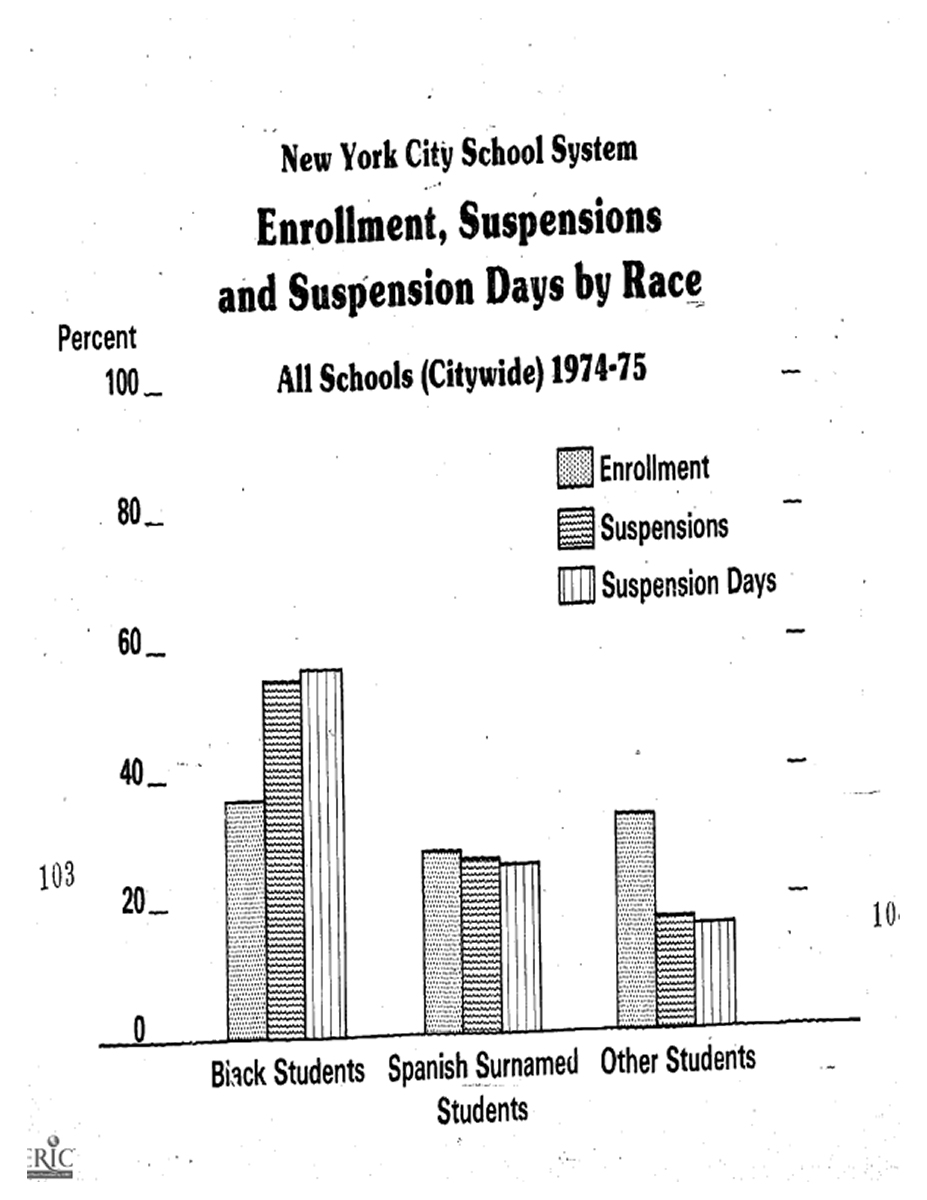 New York City School System
Enrollment, Suspensions
and Suspension Days by Race
Percent
All Schools (Citywide) 1974-75
100
Enrollment
80
Suspensions
Suspension Days
60
40
103
20
10
0
Black Students
Spanish Surnamed
Students
Other Students
ERIC